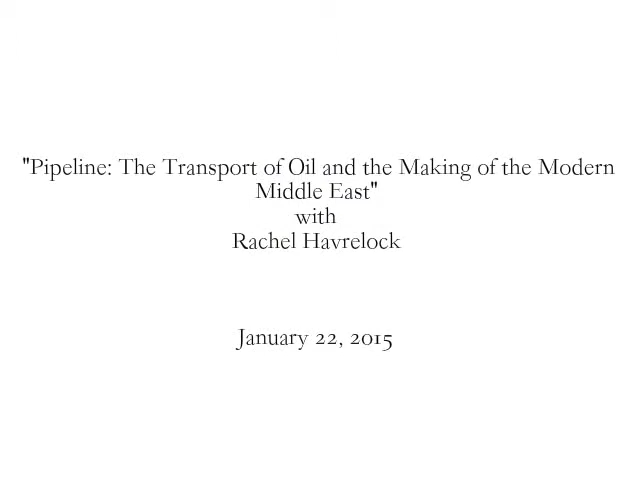 "Pipeline: The Transport of Oil and the Making of the Modern
Middle East"
with
Rachel Havrelock
January 22, 2015